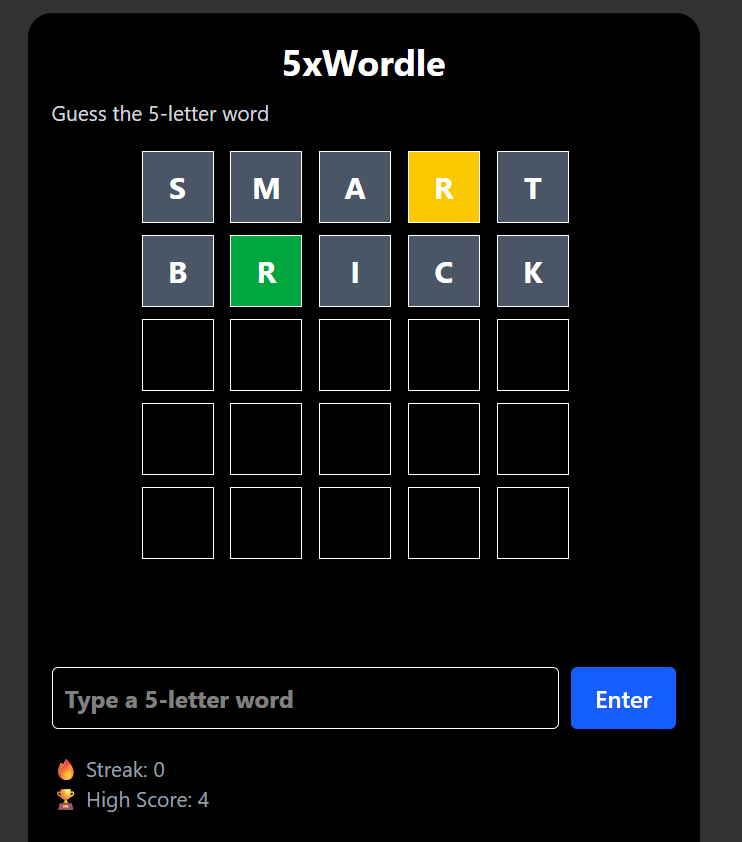 5xWordle
Guess the 5-letter word
S M A R T
B R I C K
Type a 5-letter word
Enter
🔥 Streak: 0
🏆 High Score: 4